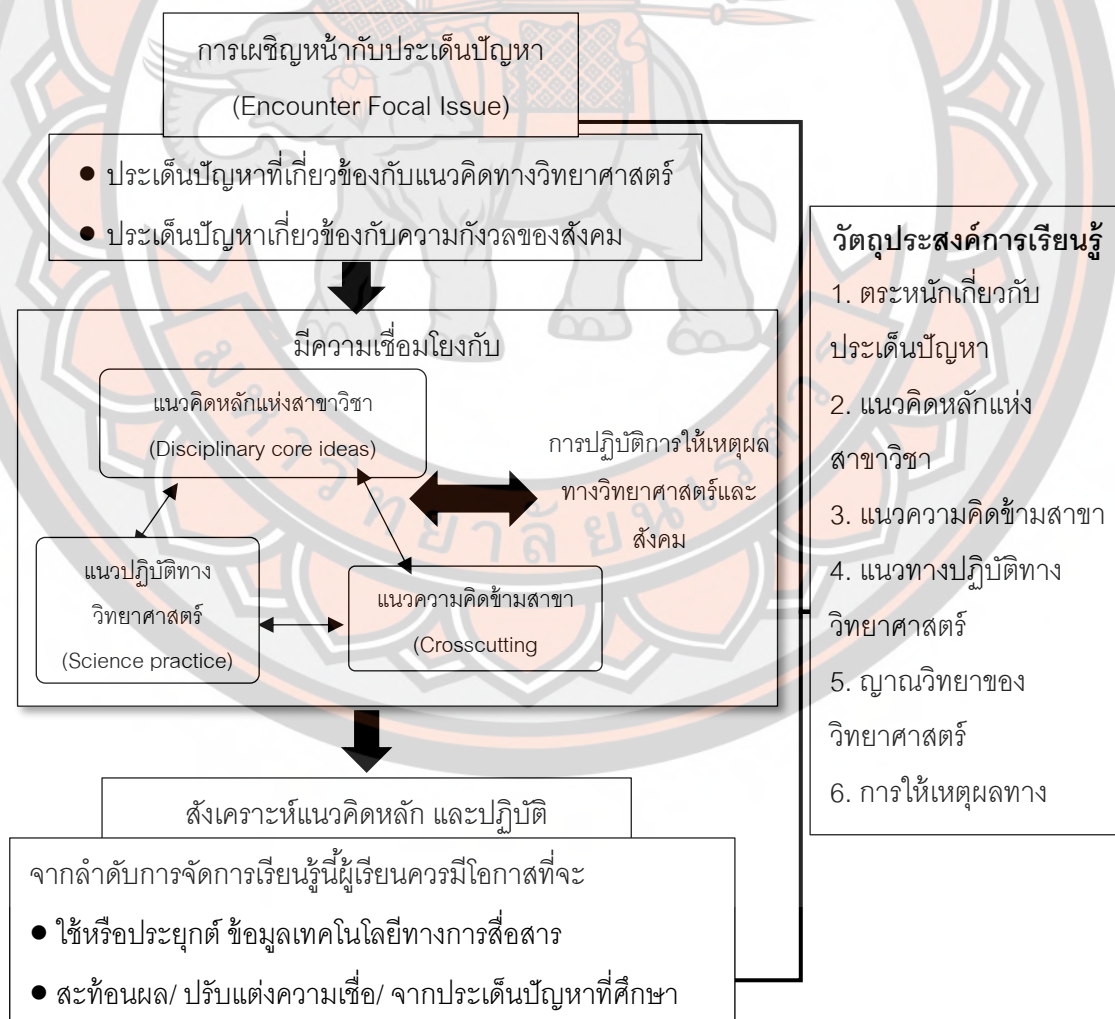 การเผชิญหน้ากับประเด็นปัญหา
(Encounter Focal Issue)
● ประเด็นปัญหาที่เกี่ยวข้องกับแนวคิดทางวิทยาศาสตร์
● ประเด็นปัญหาเกี่ยวข้องกับความกังวลของสังคม
มีความเชื่อมโยงกับ
แนวคิดหลักแห่งสาขาวิชา
(Disciplinary core ideas)
การปฏิบัติการให้เหตุผล
ทางวิทยาศาสตร์และ
สังคม
แนวปฏิบัติทาง
วิทยาศาสตร์
(Science practice)
แนวความคิดข้ามสาขา
(Crosscutting
สังเคราะห์แนวคิดหลัก และปฏิบัติ
จากลำดับการจัดการเรียนรู้นี้ผู้เรียนควรมีโอกาสที่จะ
● ใช้หรือประยุกต์ ข้อมูลเทคโนโลยีทางการสื่อสาร
● สะท้อนผล/ ปรับแต่งความเชื่อ/ จากประเด็นปัญหาที่ศึกษา
วัตถุประสงค์การเรียนรู้
1. ตระหนักเกี่ยวกับ
ประเด็นปัญหา
2. แนวคิดหลักแห่ง
สาขาวิชา
3. แนวความคิดข้ามสาขา
4. แนวทางปฏิบัติทาง
วิทยาศาสตร์
5. ญาณวิทยาของ
วิทยาศาสตร์
6. การให้เหตุผลทาง
มหาวิทยาลัยนเรศวร